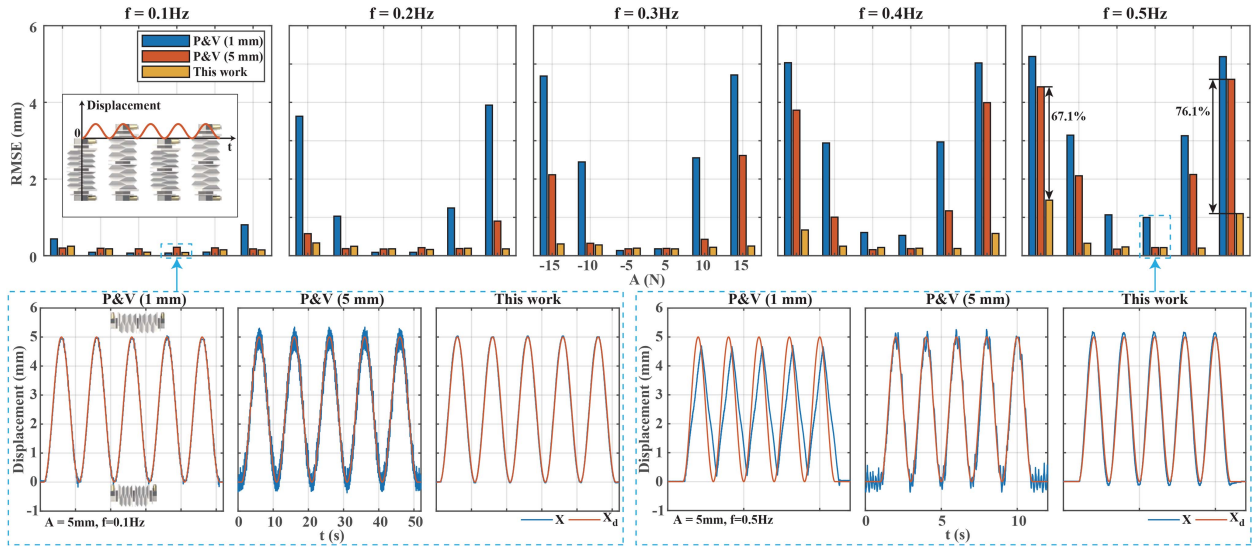 f = 0.1Hz
f = 0.2Hz
f = 0.3Hz
f = 0.4Hz
f = 0.5Hz
RMSE (mm)
6
4
2
0
P&V (1 mm)
P&V (5 mm)
This work
Displacement
0
t
67.1%
76.1%
-15 -10 -5 5 10 15
A (N)
P&V (1 mm)
P&V (5 mm)
This work
Displacement (mm)
6
5
4
3
2
1
0
-1
A = 5mm, f=0.1Hz
0 10 20 30 40 50
t (s)
X
X_d
P&V (1 mm)
P&V (5 mm)
This work
Displacement (mm)
6
5
4
3
2
1
0
-1
A = 5mm, f=0.5Hz
0 5 10
t (s)
X
X_d